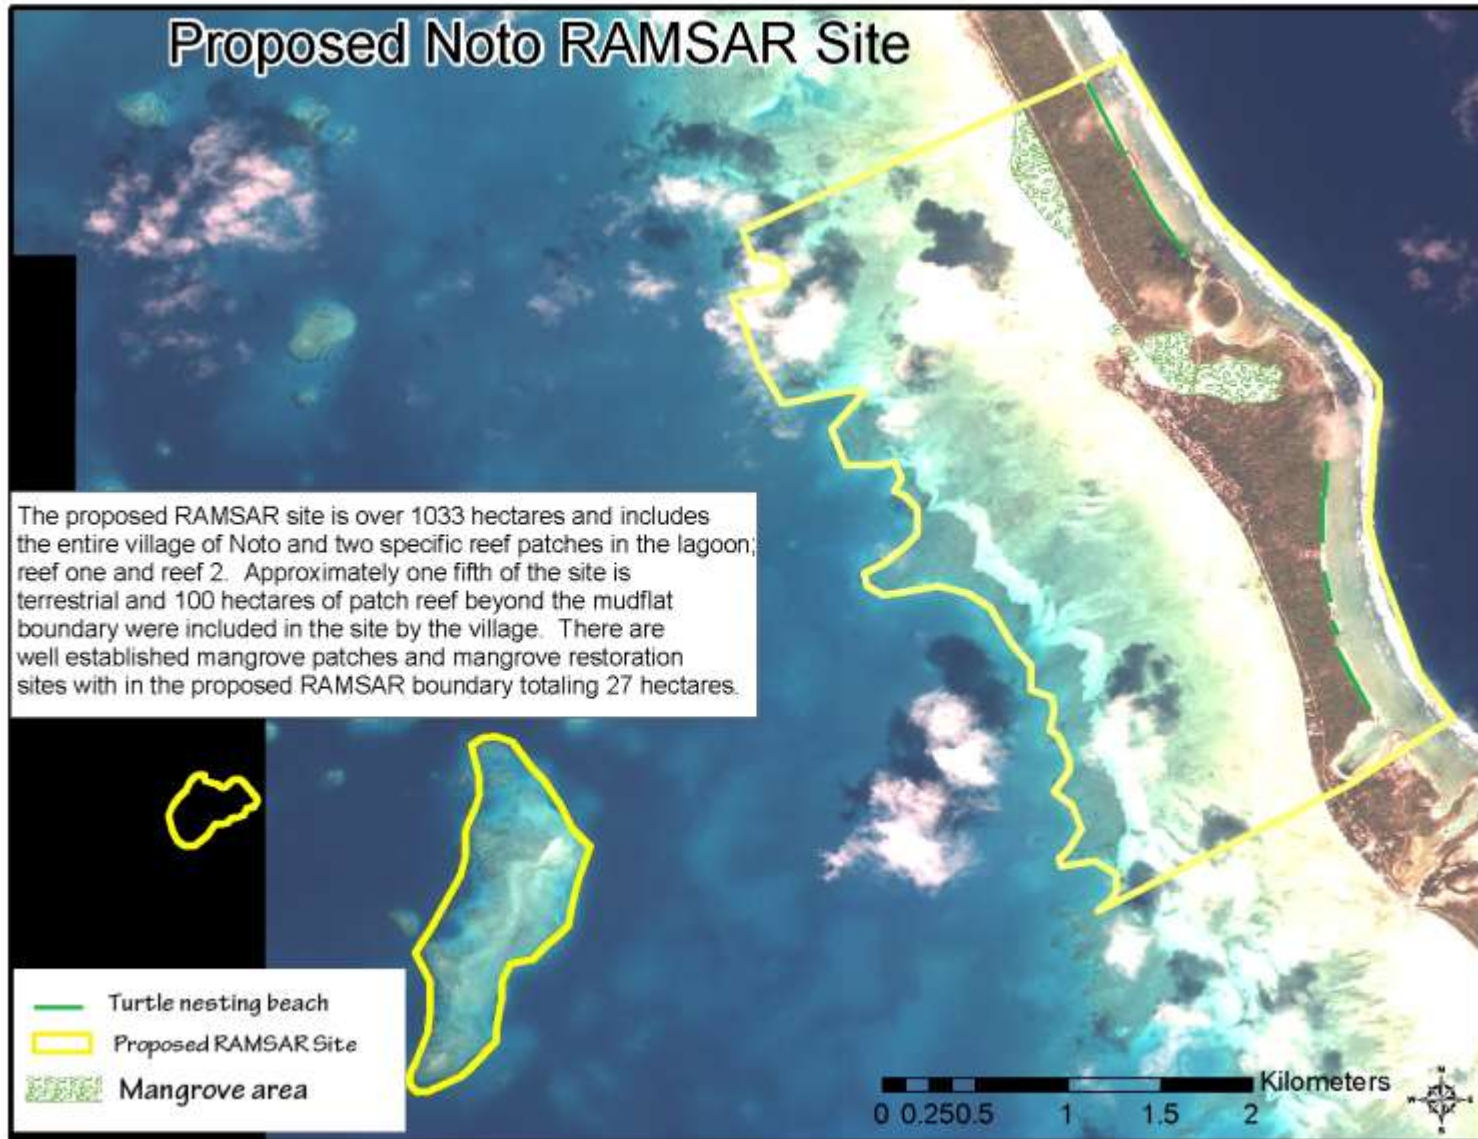 Proposed Noto RAMSAR Site
The proposed RAMSAR site is over 1033 hectares and includes
the entire village of Noto and two specific reef patches in the lagoon;
reef one and reef 2. Approximately one fifth of the site is
terrestrial and 100 hectares of patch reef beyond the mudflat
boundary were included in the site by the village. There are
well established mangrove patches and mangrove restoration
sites with in the proposed RAMSAR boundary totaling 27 hectares.
Turtle nesting beach
Proposed RAMSAR Site
Mangrove area
Kilometers
0 0.250.5 1 1.5 2
N
W E
S